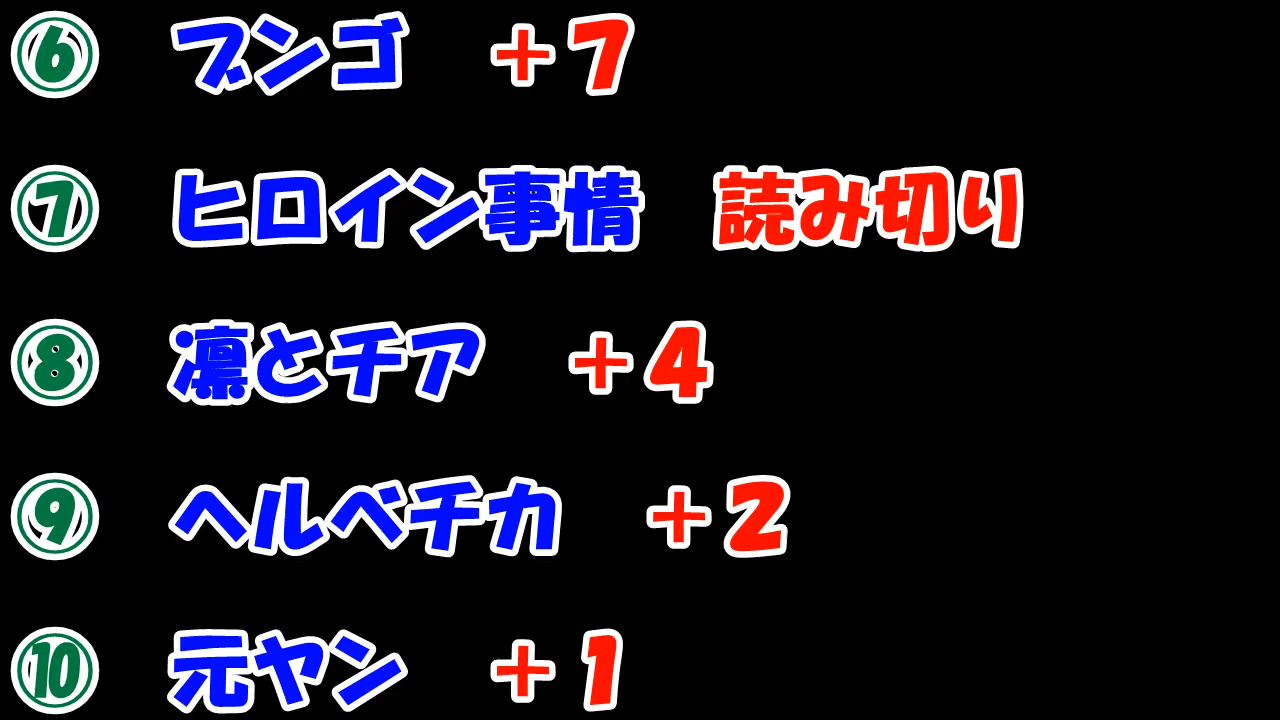 ⑥ ブンゴ ＋7
⑦ ヒロイン事情 読み切り
⑧ 凛とチア ＋4
⑨ ヘルベチカ ＋2
⑩ 元ヤン ＋1